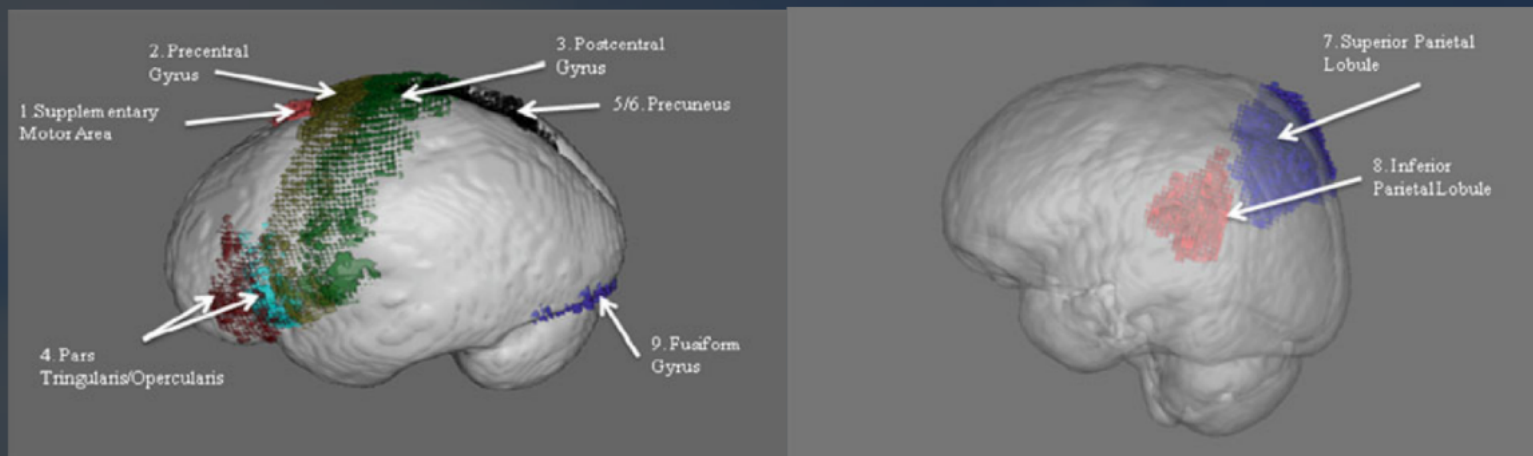 2. Precentral
Gyrus
3. Postcentral
Gyrus
1. Supplementary
Motor Area
5/6. Precuneus
4. Pars
Tringularis/Opercularis
9. Fusiform
Gyrus
7. Superior Parietal
Lobule
8. Inferior
Parietal Lobule